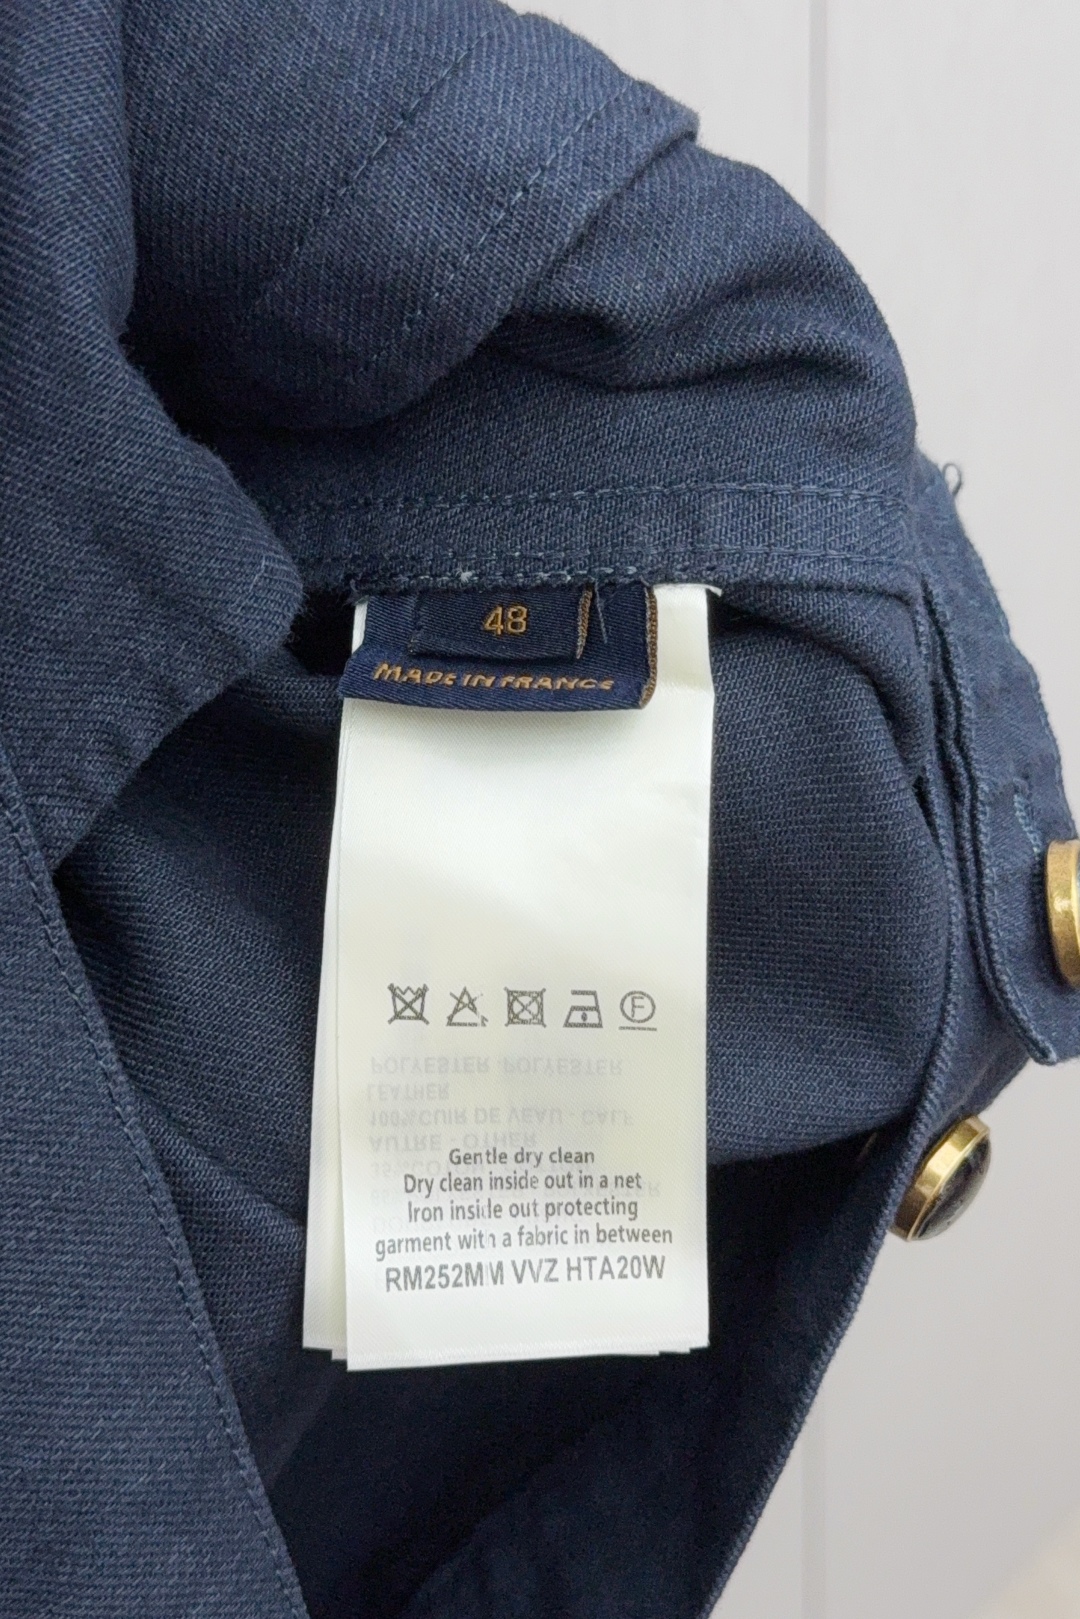 48
MADE IN FRANCE
F
POLYESTER - POLYESTER
LEATHER
100%CUIR DE VEAU - CALF
AUTRE - OTHER
Gentle dry clean
Dry clean inside out in a net
Iron inside out protecting
garment with a fabric in between
RM252MM VVZ HTA20W